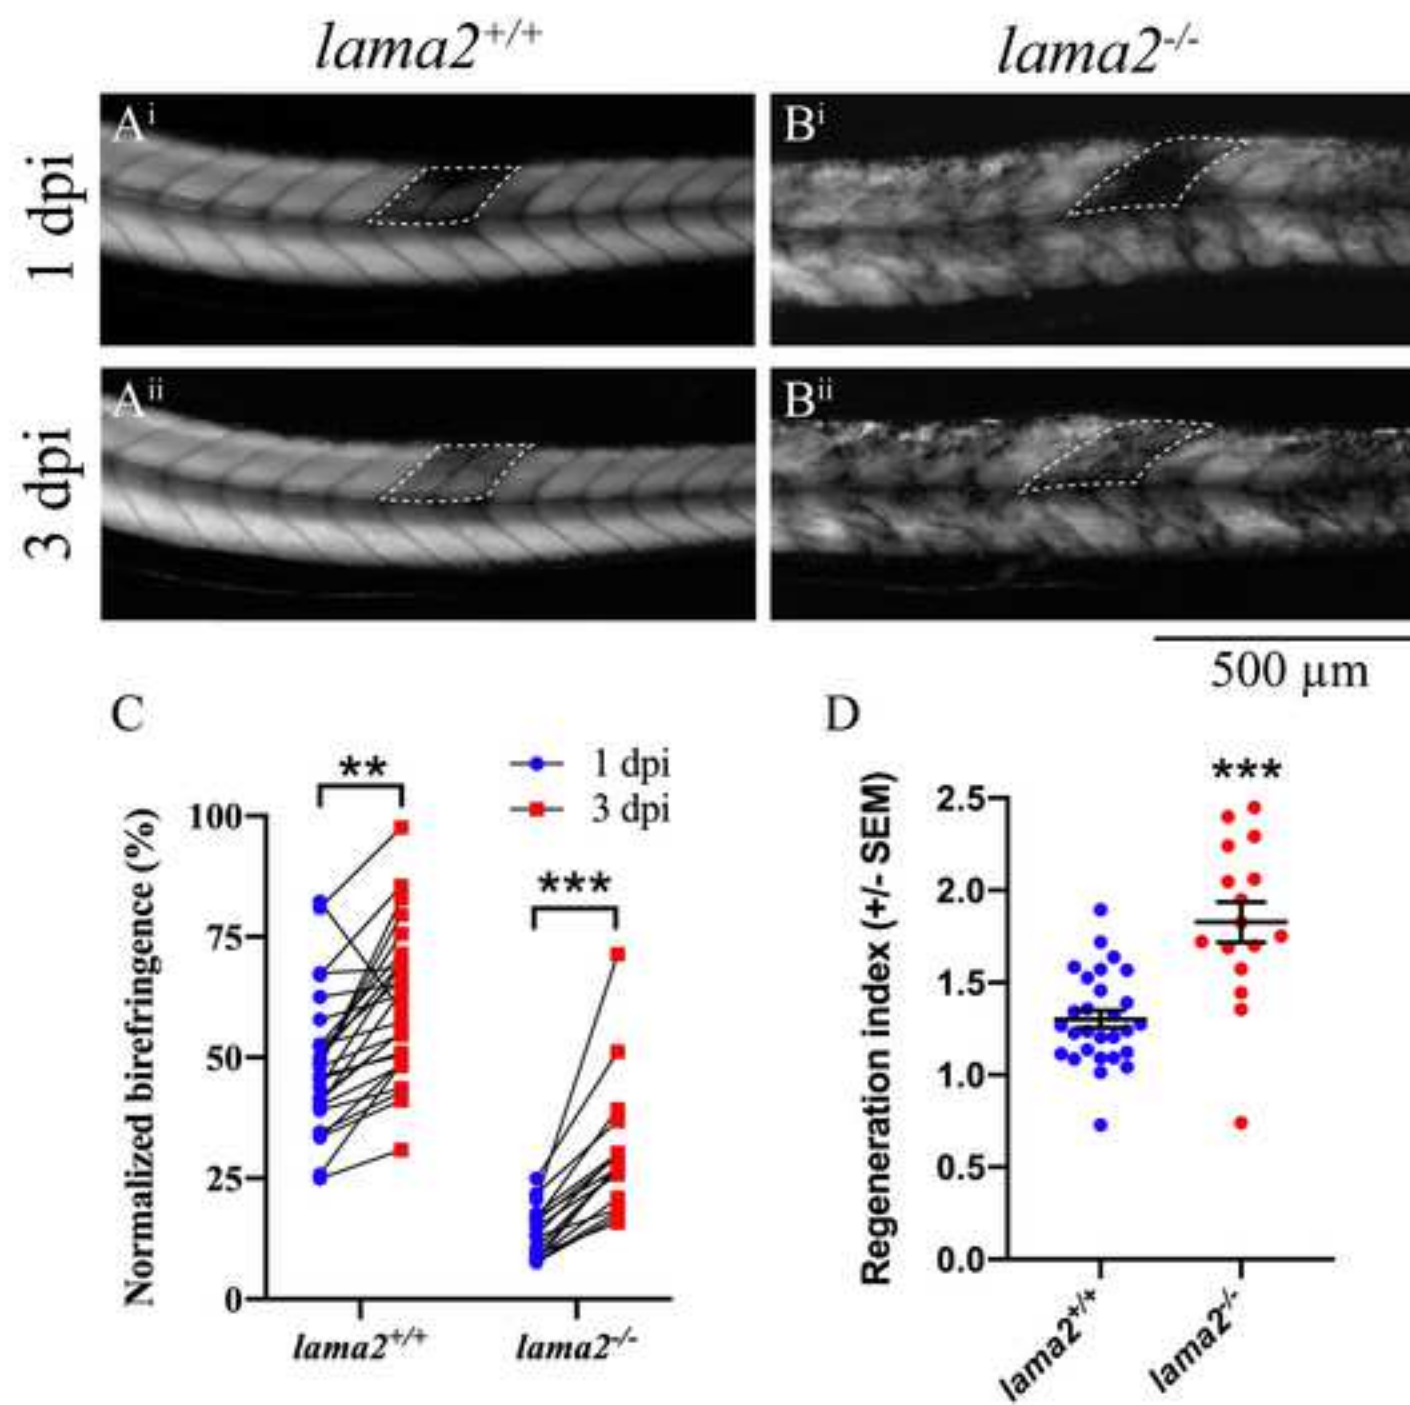 lama2+/+
lama2-/-
1 dpi
Ai
Bi
3 dpi
Aii
Bii
500 µm
C
Normalized birefringence (%)
100
75
50
25
0
**
***
1 dpi
3 dpi
lama2+/+
lama2-/-
D
Regeneration index (+/- SEM)
2.5
2.0
1.5
1.0
0.5
0.0
***
lama2+/+
lama2-/-